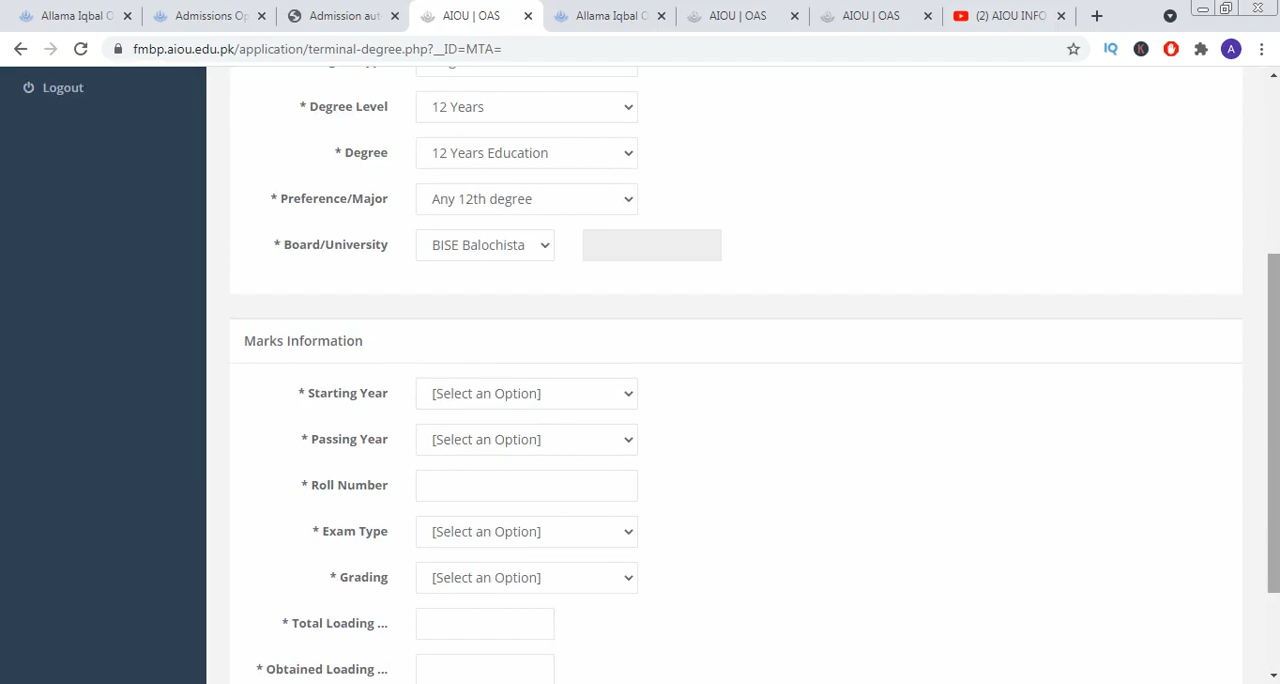 Allama Iqbal O
Admissions Op
Admission aut
AIOU | OAS
Allama Iqbal O
AIOU | OAS
AIOU | OAS
(2) AIOU INFO
fmbp.aiou.edu.pk/application/terminal-degree.php?__ID=MTA=
IQ
K
A
Logout
* Degree Level
12 Years
* Degree
12 Years Education
* Preference/Major
Any 12th degree
* Board/University
BISE Balochista
Marks Information
* Starting Year
[Select an Option]
* Passing Year
[Select an Option]
* Roll Number
* Exam Type
[Select an Option]
* Grading
[Select an Option]
* Total Loading ...
* Obtained Loading ...